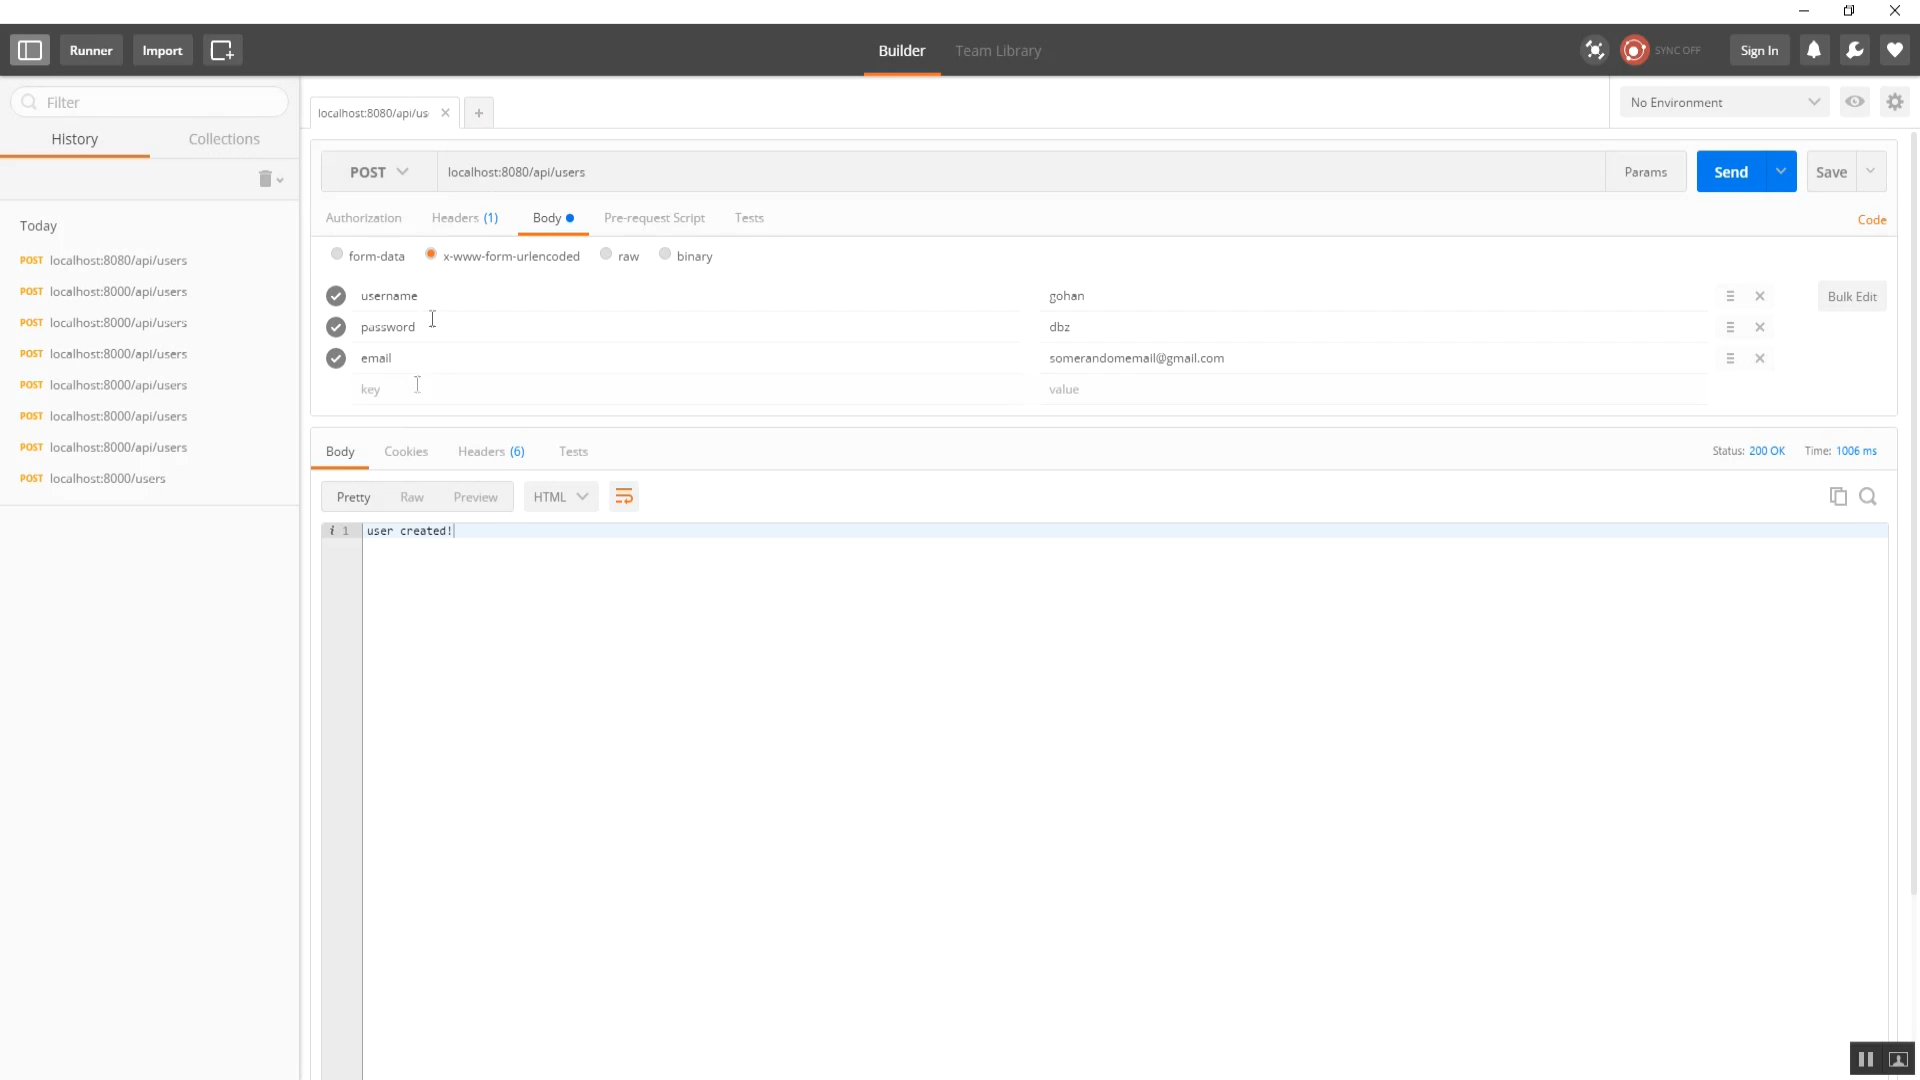 Runner
Import
Builder
Team Library
SYNC OFF
Sign In
Filter
History
Collections
Today
POST localhost:8080/api/users
POST localhost:8000/api/users
POST localhost:8000/api/users
POST localhost:8000/api/users
POST localhost:8000/api/users
POST localhost:8000/api/users
POST localhost:8000/api/users
POST localhost:8000/users
localhost:8080/api/us
No Environment
POST
localhost:8080/api/users
Params
Send
Save
Authorization
Headers (1)
Body
Pre-request Script
Tests
Code
form-data
x-www-form-urlencoded
raw
binary
username gohan
Bulk Edit
password dbz
email somerandomemail@gmail.com
key value
Body
Cookies
Headers (6)
Tests
Status: 200 OK
Time: 1006 ms
Pretty
Raw
Preview
HTML
i 1 user created!